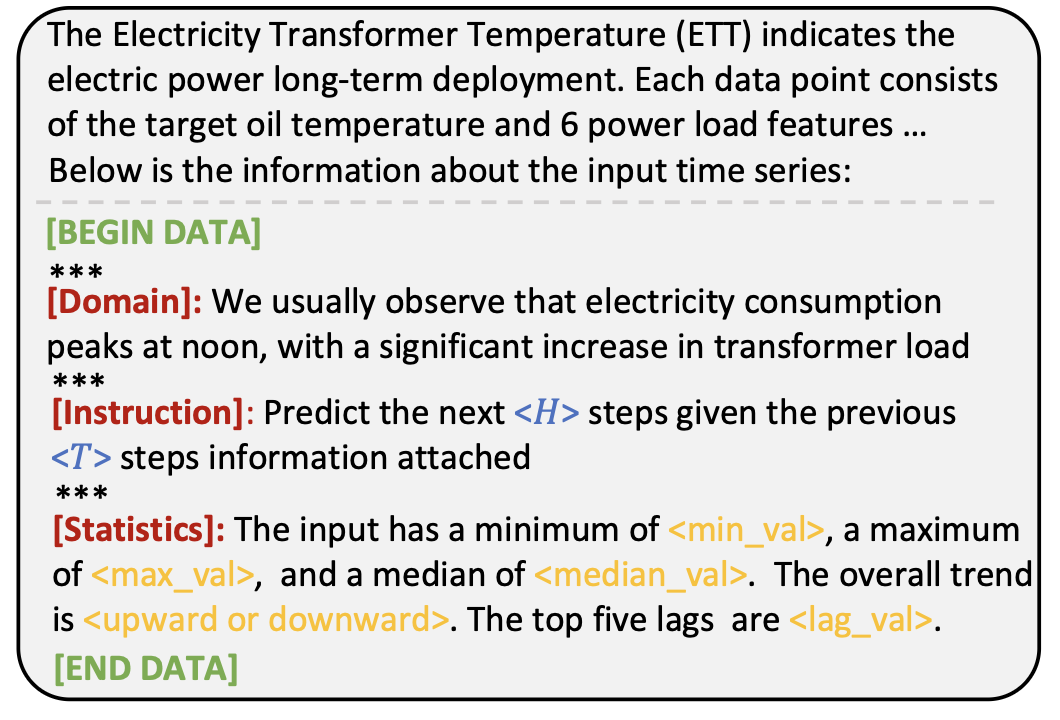 The Electricity Transformer Temperature (ETT) indicates the
electric power long-term deployment. Each data point consists
of the target oil temperature and 6 power load features ...
Below is the information about the input time series:
[BEGIN DATA]
***
[Domain]: We usually observe that electricity consumption
peaks at noon, with a significant increase in transformer load
***
[Instruction]: Predict the next <H> steps given the previous
<T> steps information attached
***
[Statistics]: The input has a minimum of <min_val>, a maximum
of <max_val>,  and a median of <median_val>.  The overall trend
is <upward or downward>. The top five lags  are <lag_val>.
[END DATA]